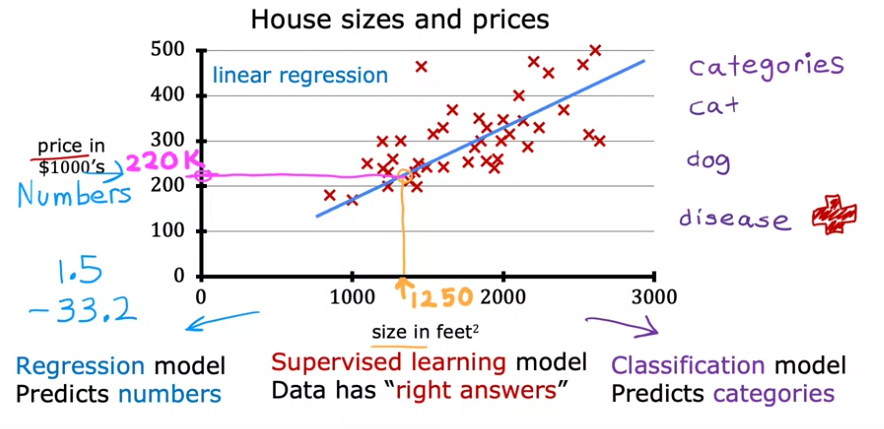 House sizes and prices
500
linear regression
400
300
price in
$1000's
220K
200
Numbers
100
0
0
1000
2000
3000
1250
size in feet²
categories
cat
dog
disease
1.5
-33.2
Regression model
Predicts numbers
Supervised learning model
Data has “right answers”
Classification model
Predicts categories